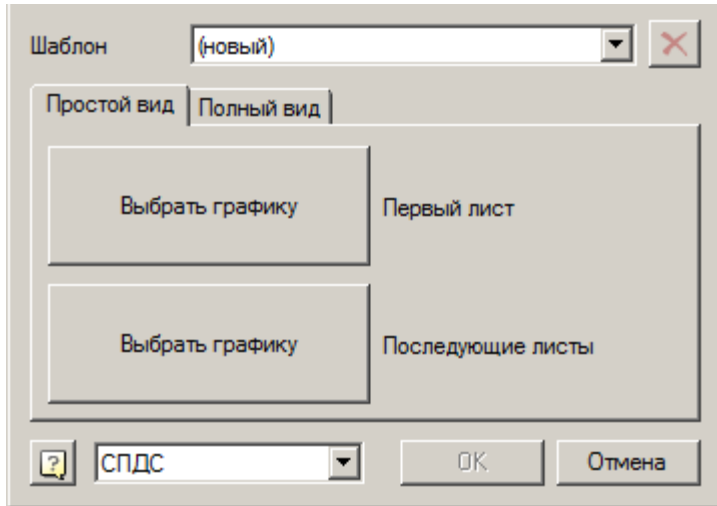 Шаблон (новый)
Простой вид Полный вид
Выбрать графику Первый лист
Выбрать графику Последующие листы
? СПДС OK Отмена